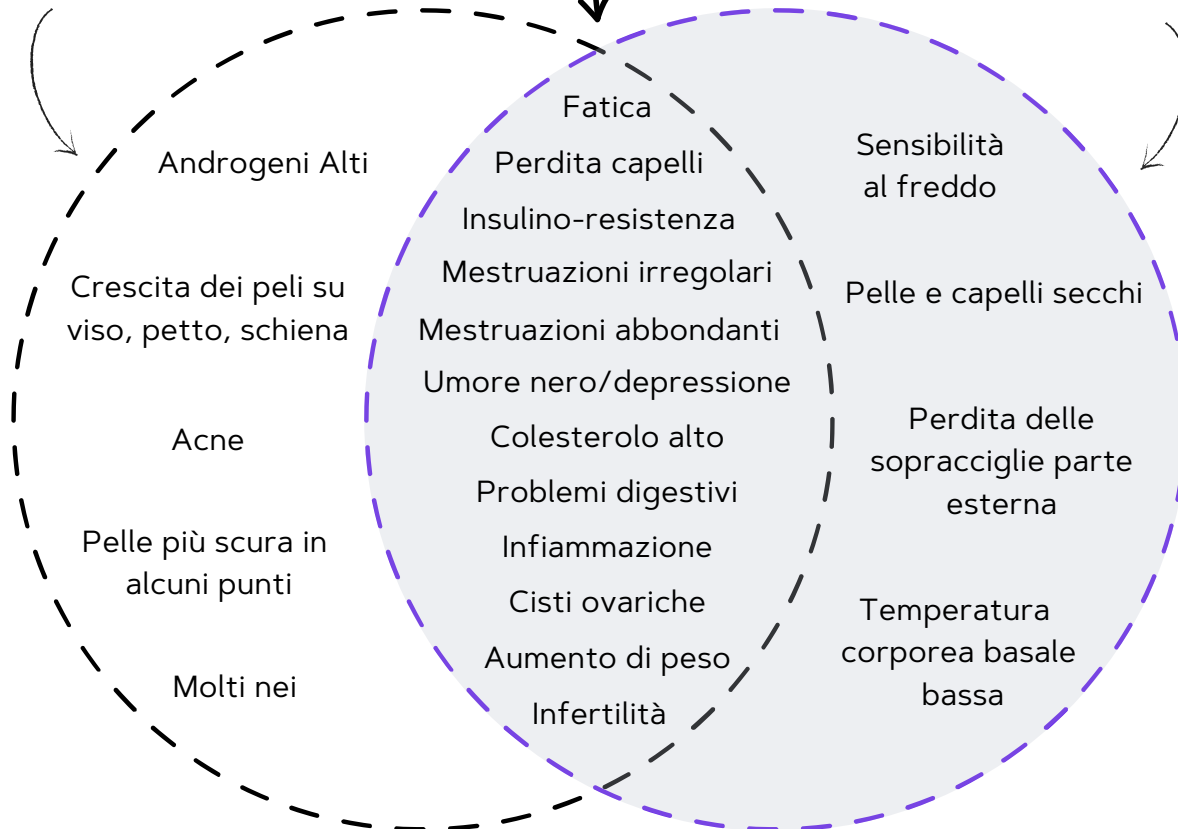 Androgeni Alti
Crescita dei peli su
viso, petto, schiena
Acne
Pelle più scura in
alcuni punti
Molti nei
Fatica
Perdita capelli
Insulino-resistenza
Mestruazioni irregolari
Mestruazioni abbondanti
Umore nero/depressione
Colesterolo alto
Problemi digestivi
Infiammazione
Cisti ovariche
Aumento di peso
Infertilità
Sensibilità
al freddo
Pelle e capelli secchi
Perdita delle
sopracciglie parte
esterna
Temperatura
corporea basale
bassa